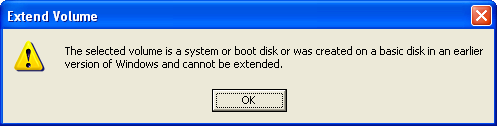 Extend Volume
The selected volume is a system or boot disk or was created on a basic disk in an earlier
version of Windows and cannot be extended.
OK